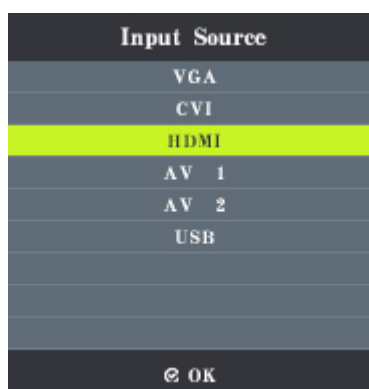 Input Source
VGA
CVI
HDMI
AV 1
AV 2
USB
OK